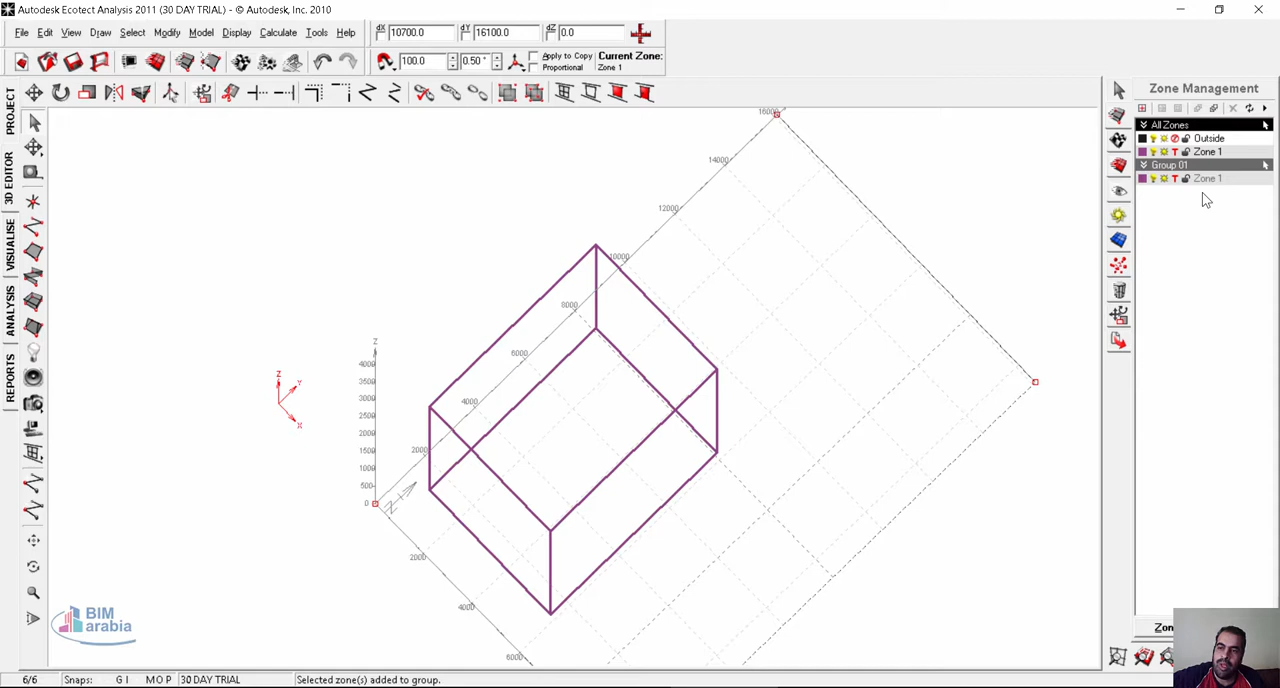 Autodesk Ecotect Analysis 2011 (30 DAY TRIAL) - © Autodesk, Inc. 2010
File Edit View Draw Select Modify Model Display Calculate Tools Help
dX 10700.0 dY 16100.0 dZ 0.0
100.0 0.50 ° Apply to Copy Proportional Current Zone: Zone 1
PROJECT
3D EDITOR
VISUALISE
ANALYSIS
REPORTS
Zone Management
All Zones
Outside
T Zone 1
Group 01
T Zone 1
16000
14000
12000
10000
8000
6000
4000
2000
Z
4000
3500
3000
2500
2000
1500
1000
500
0
N
2000
4000
6000
Z
Y
X
BIM
arabia
6/6 Snaps: G I M O P 30 DAY TRIAL Selected zone(s) added to group.